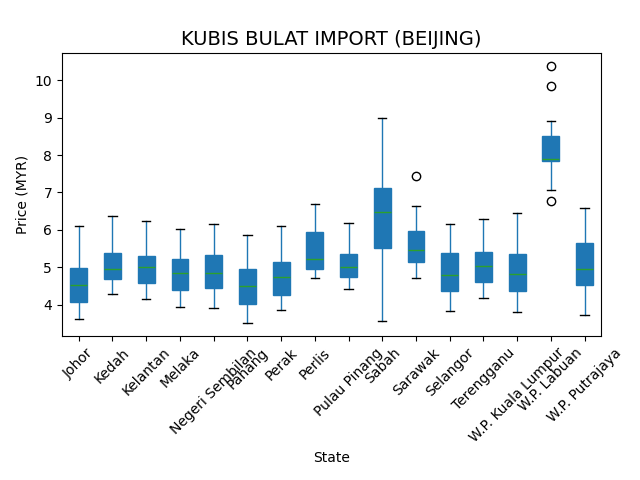 KUBIS BULAT IMPORT (BEIJING)
Price (MYR)
10
9
8
7
6
5
4
Johor
Kedah
Kelantan
Melaka
Negeri Sembilan
Pahang
Perak
Perlis
Pulau Pinang
Sabah
Sarawak
Selangor
Terengganu
W.P. Kuala Lumpur
W.P. Labuan
W.P. Putrajaya
State